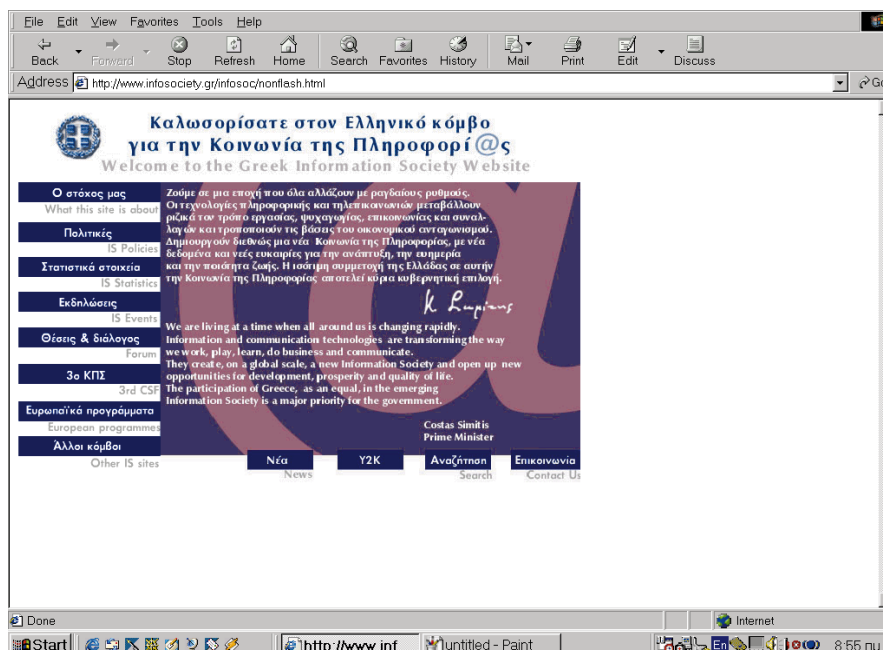 File Edit View Favorites Tools Help
Back Forward Stop Refresh Home Search Favorites History Mail Print Edit Discuss
Address http://www.infosociety.gr/infosoc/nonflash.html Go
Καλωσορίσατε στον Ελληνικό κόμβο
για την Κοινωνία της Πληροφορί@ς
Welcome to the Greek Information Society Website
Ο στόχος μας
What this site is about
Πολιτικές
IS Policies
Στατιστικά στοιχεία
IS Statistics
Εκδηλώσεις
IS Events
Θέσεις & διάλογος
Forum
3ο ΚΠΣ
3rd CSF
Ευρωπαϊκά προγράμματα
European programmes
Άλλοι κόμβοι
Other IS sites
Ζούμε σε μια εποχή που όλα αλλάζουν με ραγδαίους ρυθμούς.
Οι τεχνολογίες πληροφορικής και τηλεπικοινωνιών μεταβάλλουν
ριζικά τον τρόπο εργασίας, ψυχαγωγίας, επικοινωνίας και συναλ-
λαγών και τροποποιούν τις βάσεις του οικονομικού ανταγωνισμού.
Δημιουργούν διεθνώς μια νέα Κοινωνία της Πληροφορίας, με νέα
δεδομένα και νεές ευκαιρίες για την ανάπτυξη, την ευημερία
και την ποιότητα ζωής. Η ισότιμη συμμετοχή της Ελλάδας σε αυτήν
την Κοινωνία της Πληροφορίας αποτελεί κύρια κυβερνητική επιλογή.
We are living at a time when all around us is changing rapidly.
Information and communication technologies are transforming the way
we work, play, learn, do business and communicate.
They create, on a global scale, a new Information Society and open up new
opportunities for development, prosperity and quality of life.
The participation of Greece, as an equal, in the emerging
Information Society is a major priority for the government.
Costas Simitis
Prime Minister
Νέα Y2K Αναζήτηση Επικοινωνία
News Search Contact Us
Done Internet
Start http://www.inf untitled - Paint En 8:55 πμ